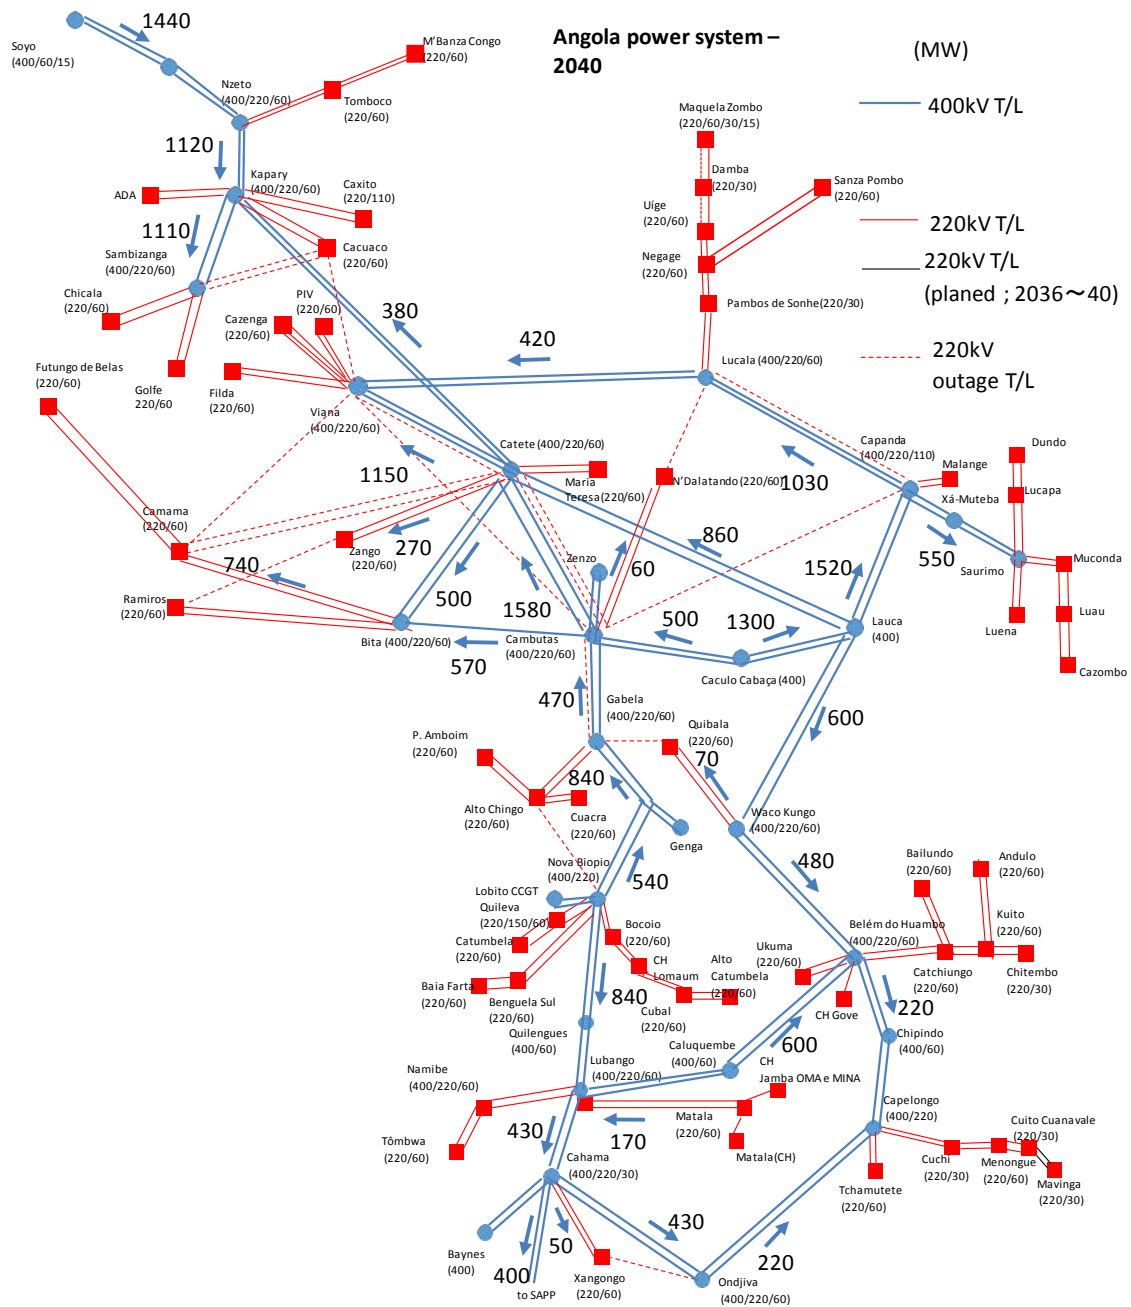 Angola power system –
2040
(MW)
400kV T/L
220kV T/L
220kV T/L
(planed ; 2036～40)
220kV
outage T/L
1440
Soyo
(400/60/15)
M'Banza Congo
(220/60)
Nzeto
(400/220/60)
Tomboco
(220/60)
Maquela Zombo
(220/60/30/15)
1120
Kapary
(400/220/60)
ADA
Caxito
(220/110)
Damba
(220/30)
Sanza Pombo
(220/60)
Uíge
(220/60)
1110
Sambizanga
(400/220/60)
Cacuaco
(220/60)
Negage
(220/60)
Chicala
(220/60)
PIV
(220/60)
Cazenga
(220/60)
Pambos de Sonhe(220/30)
380
420
Futungo de Belas
(220/60)
Golfe
220/60
Filda
(220/60)
Lucala (400/220/60)
Viana
(400/220/60)
Catete (400/220/60)
Capanda
(400/220/110)
Dundo
Malange
1150
Maria
Teresa(220/60)
N'Dalatando (220/60)
1030
Lucapa
Xá-Muteba
Camama
(220/60)
270
Zango
(220/60)
860
550
740
Zenzo
60
1520
Saurimo
Muconda
Ramiros
(220/60)
500
1580
500
1300
Lauca
(400)
Luena
Luau
Bita (400/220/60)
Cambutas
(400/220/60)
570
Caculo Cabaça (400)
Cazombo
470
Gabela
(400/220/60)
600
P. Amboim
(220/60)
Quibala
(220/60)
70
840
Alto Chingo
(220/60)
Cuacra
(220/60)
Genga
Waco Kungo
(400/220/60)
Nova Biopio
(400/220)
540
480
Bailundo
(220/60)
Andulo
(220/60)
Lobito CCGT
Quileva
(220/150/60)
Catumbela
(220/60)
Bocoio
(220/60)
CH
Lomaum
Alto
Catumbela
(220/60)
Ukuma
(220/60)
Belém do Huambo
(400/220/60)
Kuito
(220/60)
Catchiungo
(220/60)
Chitembo
(220/30)
Baia Farta
(220/60)
Benguela Sul
(220/60)
840
Cubal
(220/60)
CH Gove
220
Quilengues
(400/60)
Chipindo
(400/60)
Lubango
(400/220/60)
Caluquembe
(400/60)
600
Namibe
(400/220/60)
CH
Jamba OMA e MINA
Capelongo
(400/220)
430
170
Matala
(220/60)
Cuito Cuanavale
(220/30)
Tômbwa
(220/60)
Matala(CH)
Cahama
(400/220/30)
Cuchi
(220/30)
Menongue
(220/60)
Mavinga
(220/30)
Tchamutete
(220/60)
430
Baynes
(400)
50
220
400
to SAPP
Xangongo
(220/60)
Ondjiva
(400/220/60)